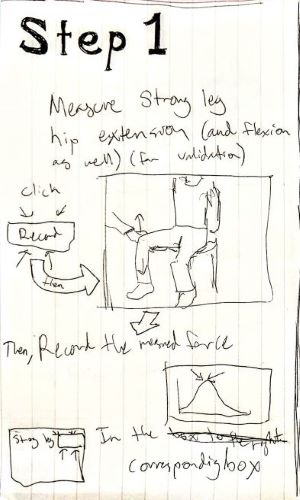 Step 1
Measure Strong leg
hip extension (and flexion
as well) (for validation)
click
Record
then
Then, Record the measured force
Strong leg
In the box to the right
corresponding box